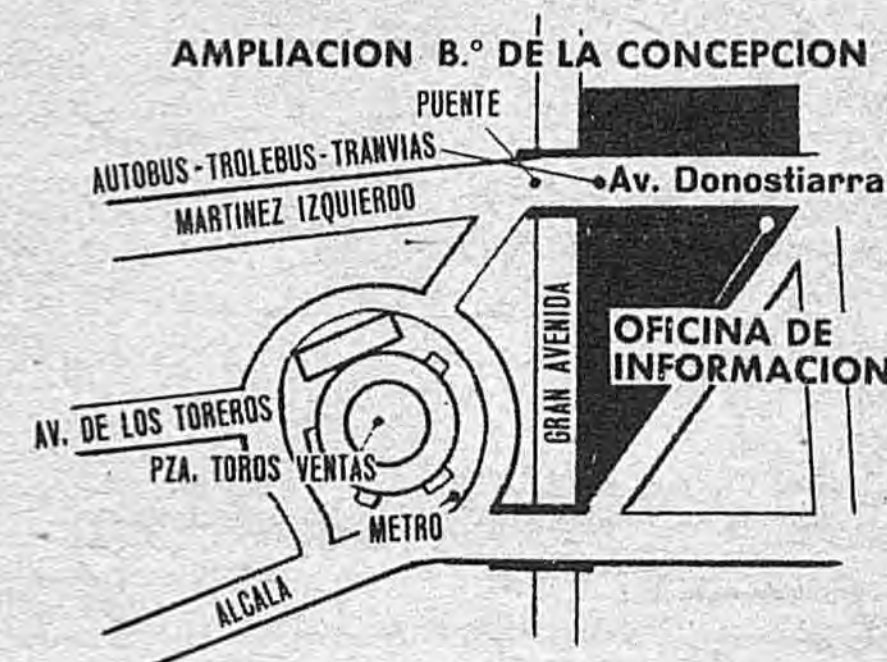 AMPLIACION B.º DE LA CONCEPCION
PUENTE
AUTOBUS - TROLEBUS - TRANVIAS
MARTINEZ IZQUIERDO
Av. Donostiarra
GRAN AVENIDA
OFICINA DE
INFORMACION
AV. DE LOS TOREROS
PZA. TOROS VENTAS
METRO
ALCALA